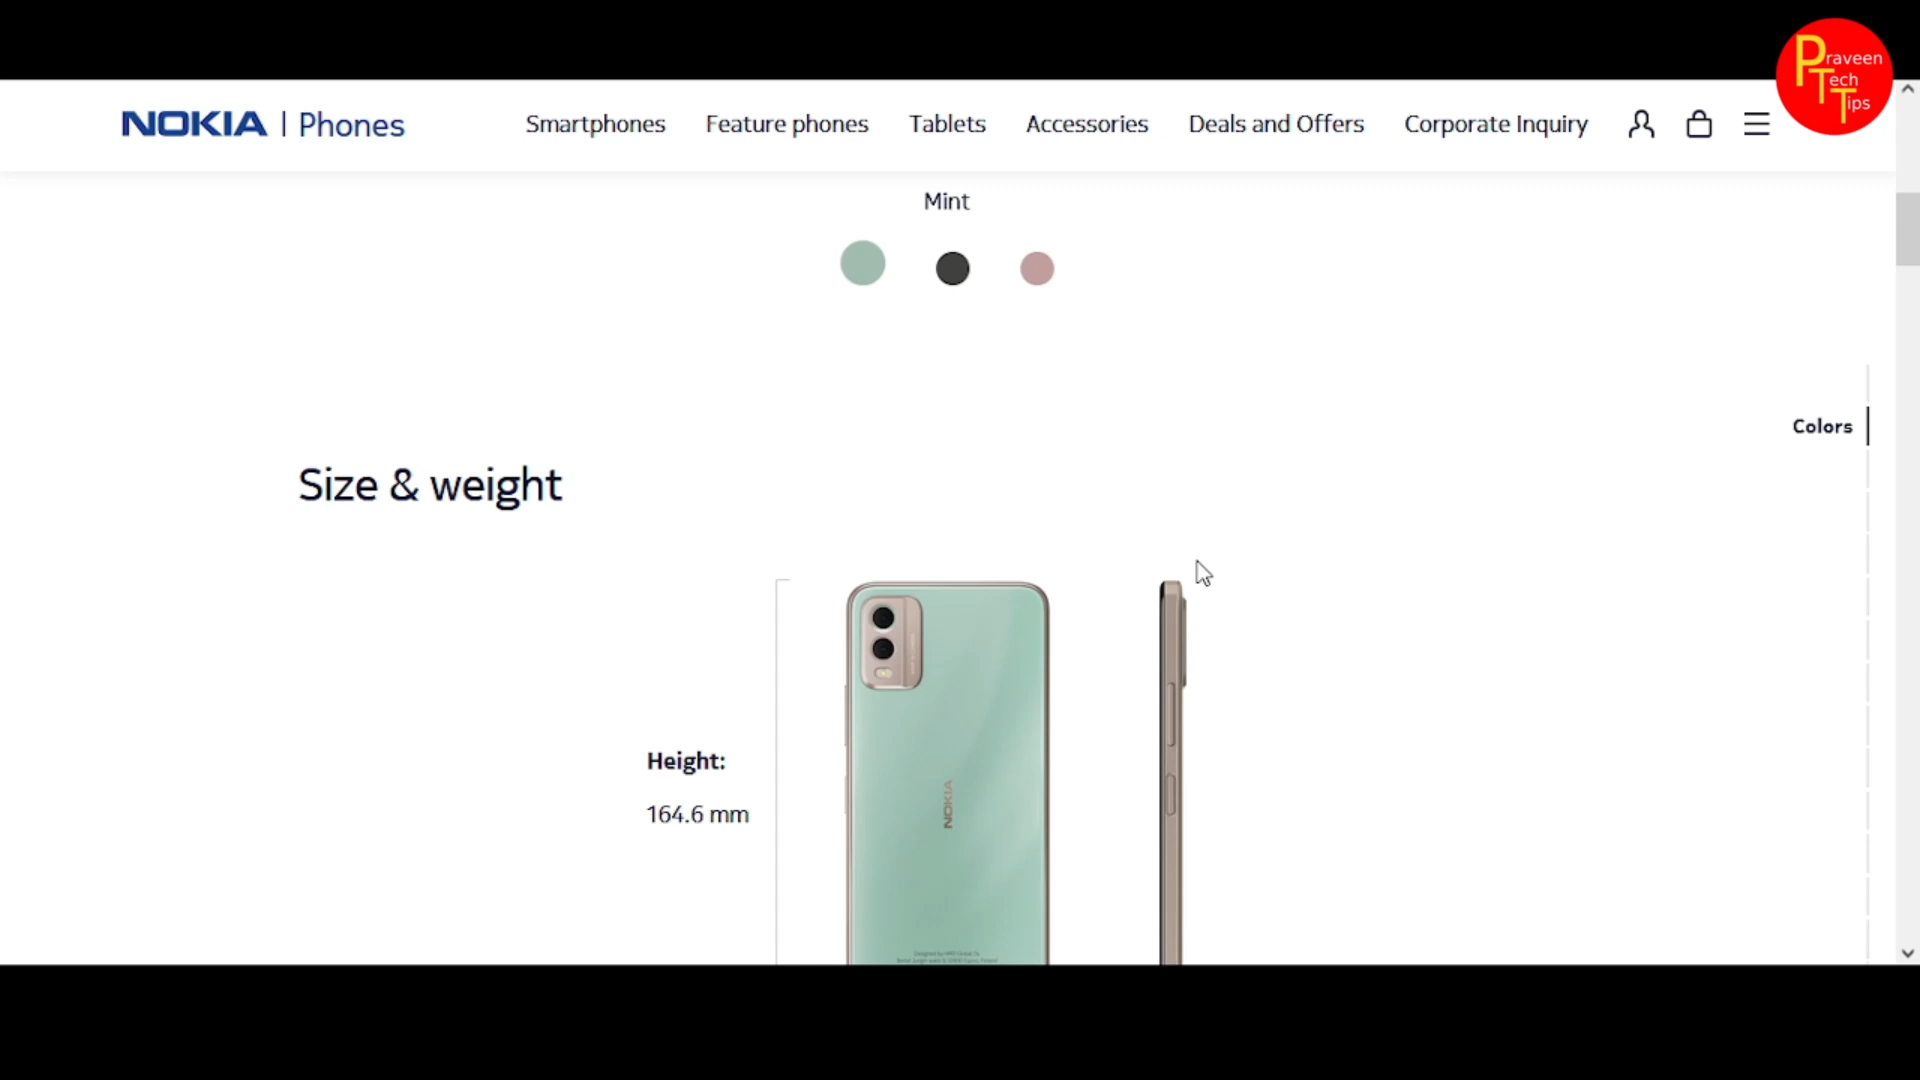 NOKIA | Phones
Smartphones
Feature phones
Tablets
Accessories
Deals and Offers
Corporate Inquiry
Praveen
Tech
Tips
Mint
Colors
Size & weight
Height:
164.6 mm
NOKIA